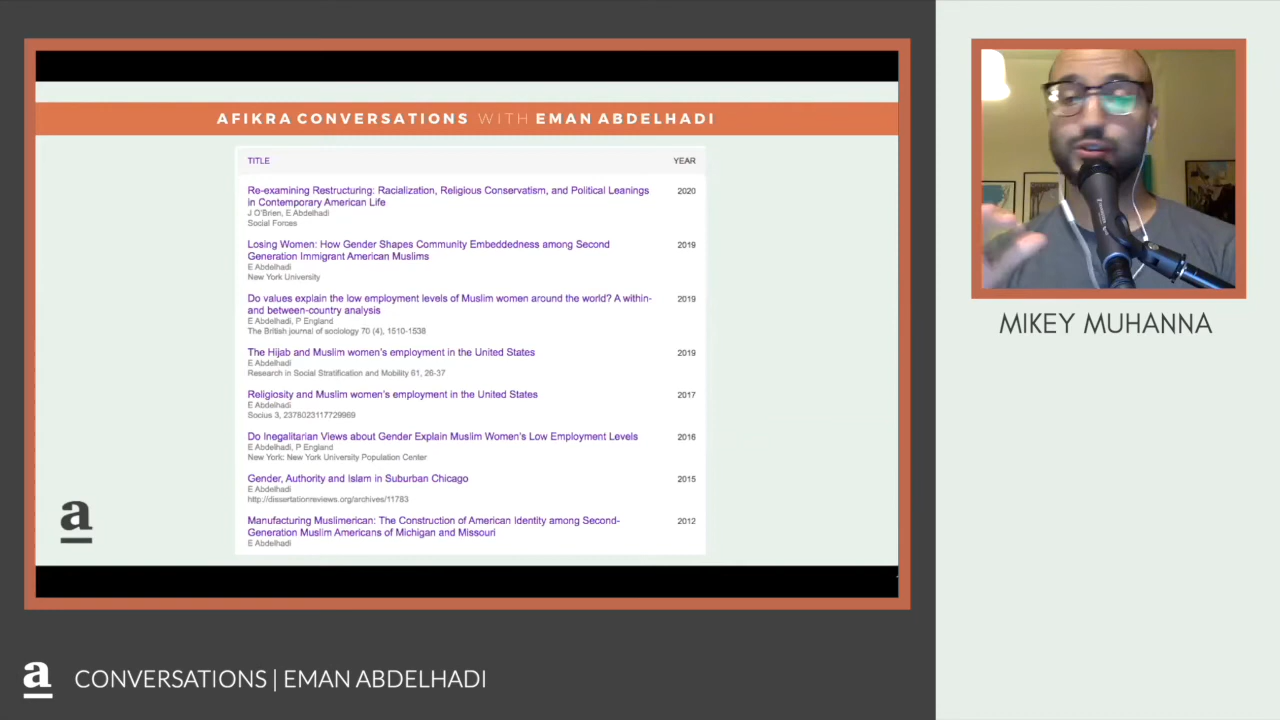 AFIKRA CONVERSATIONS WITH EMAN ABDELHADI
TITLE YEAR
Re-examining Restructuring: Racialization, Religious Conservatism, and Political Leanings 2020
in Contemporary American Life
J O'Brien, E Abdelhadi
Social Forces
Losing Women: How Gender Shapes Community Embeddedness among Second 2019
Generation Immigrant American Muslims
E Abdelhadi
New York University
Do values explain the low employment levels of Muslim women around the world? A within- 2019
and between-country analysis
E Abdelhadi, P England
The British journal of sociology 70 (4), 1510-1538
The Hijab and Muslim women's employment in the United States 2019
E Abdelhadi
Research in Social Stratification and Mobility 61, 26-37
Religiosity and Muslim women's employment in the United States 2017
E Abdelhadi
Socius 3, 2378023117729969
Do Inegalitarian Views about Gender Explain Muslim Women's Low Employment Levels 2016
E Abdelhadi, P England
New York: New York University Population Center
Gender, Authority and Islam in Suburban Chicago 2015
E Abdelhadi
http://dissertationreviews.org/archives/11783
Manufacturing Muslimerican: The Construction of American Identity among Second- 2012
Generation Muslim Americans of Michigan and Missouri
E Abdelhadi
a
MIKEY MUHANNA
a CONVERSATIONS | EMAN ABDELHADI